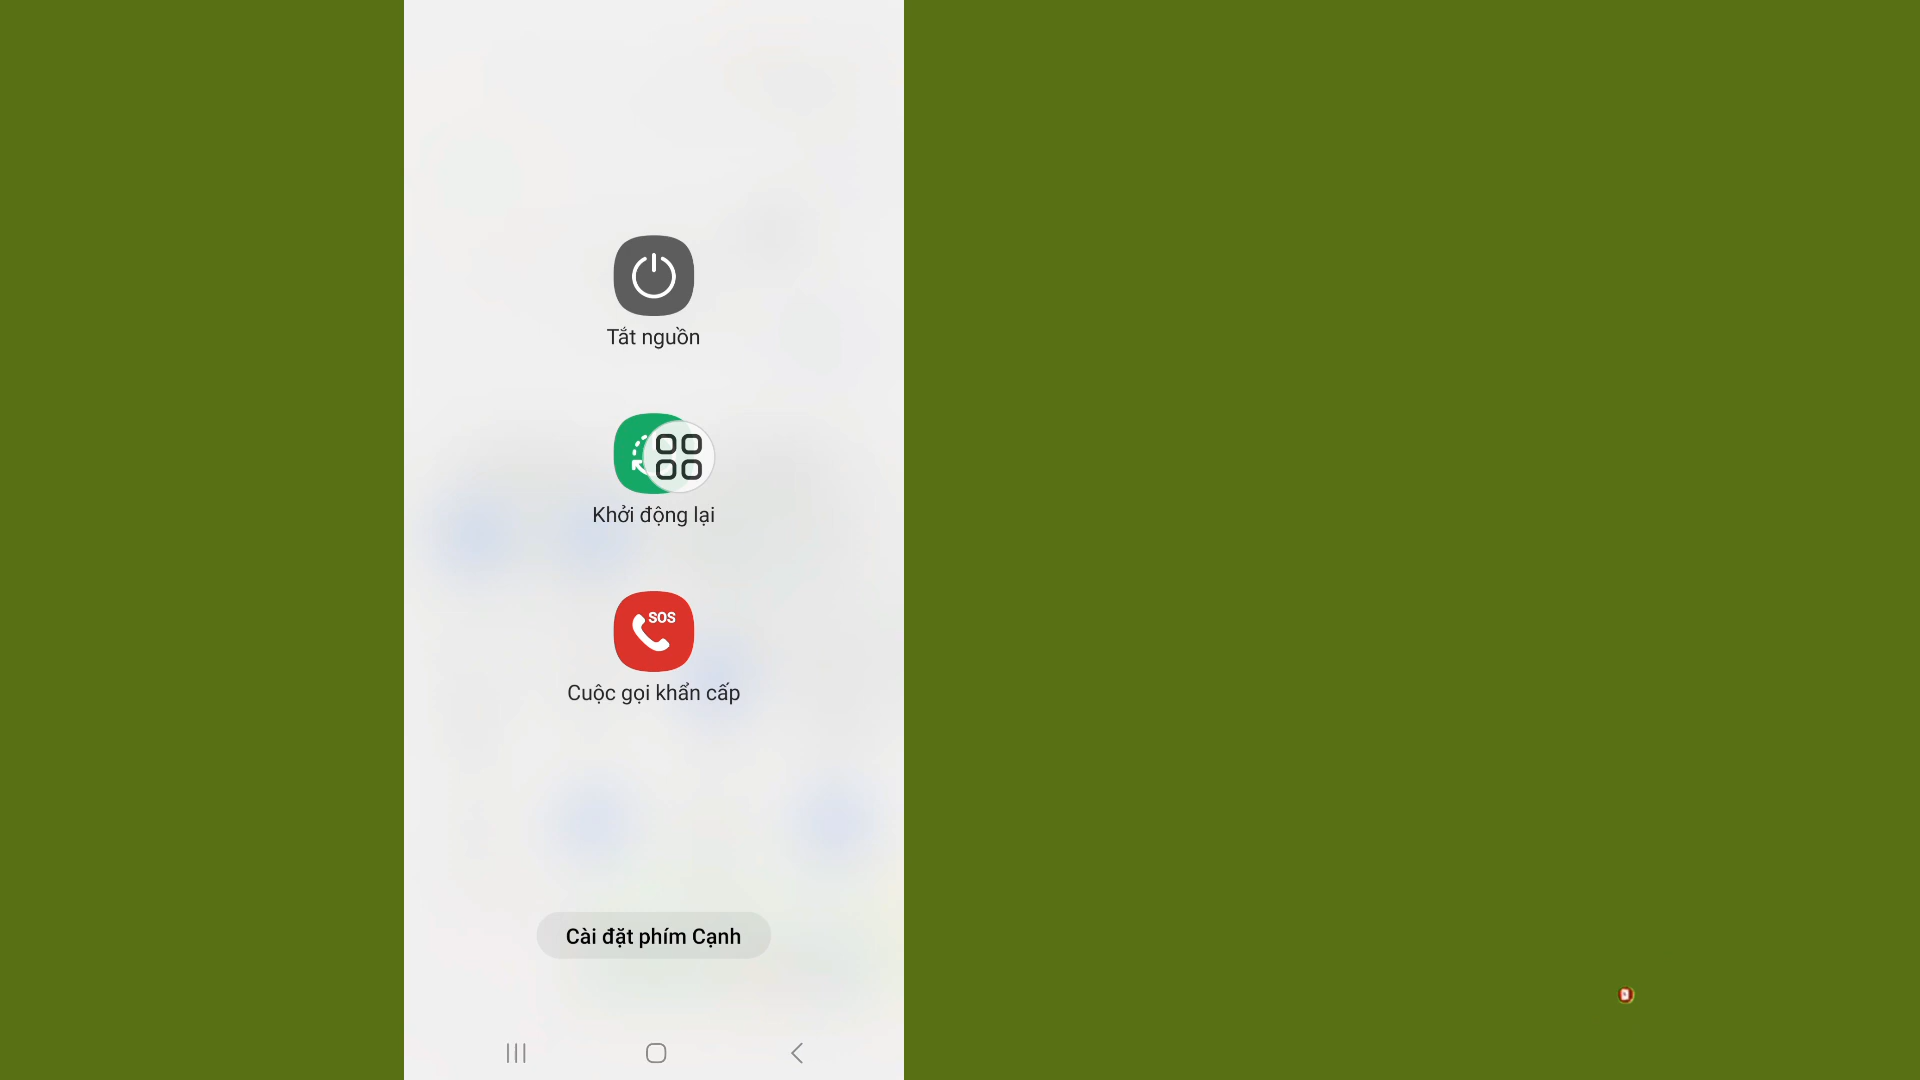 Tắt nguồn
Khởi động lại
SOS
Cuộc gọi khẩn cấp
Cài đặt phím Cạnh